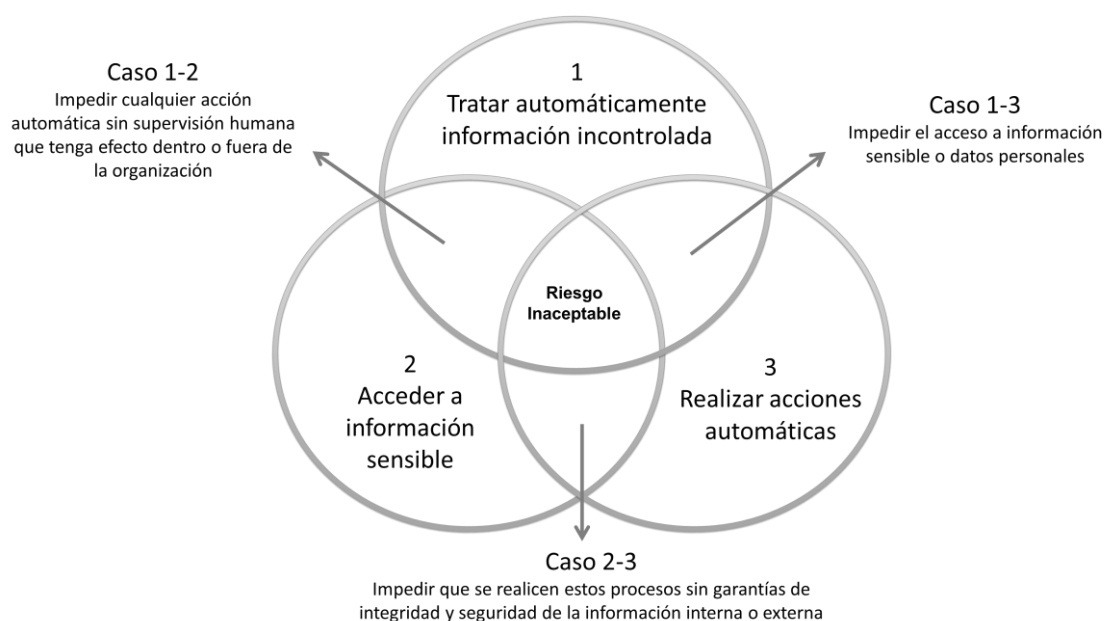 1
Tratar automáticamente
información incontrolada
Caso 1-2
Impedir cualquier acción
automática sin supervisión humana
que tenga efecto dentro o fuera de
la organización
Caso 1-3
Impedir el acceso a información
sensible o datos personales
Riesgo
Inaceptable
2
Acceder a
información
sensible
3
Realizar acciones
automáticas
Caso 2-3
Impedir que se realicen estos procesos sin garantías de
integridad y seguridad de la información interna o externa